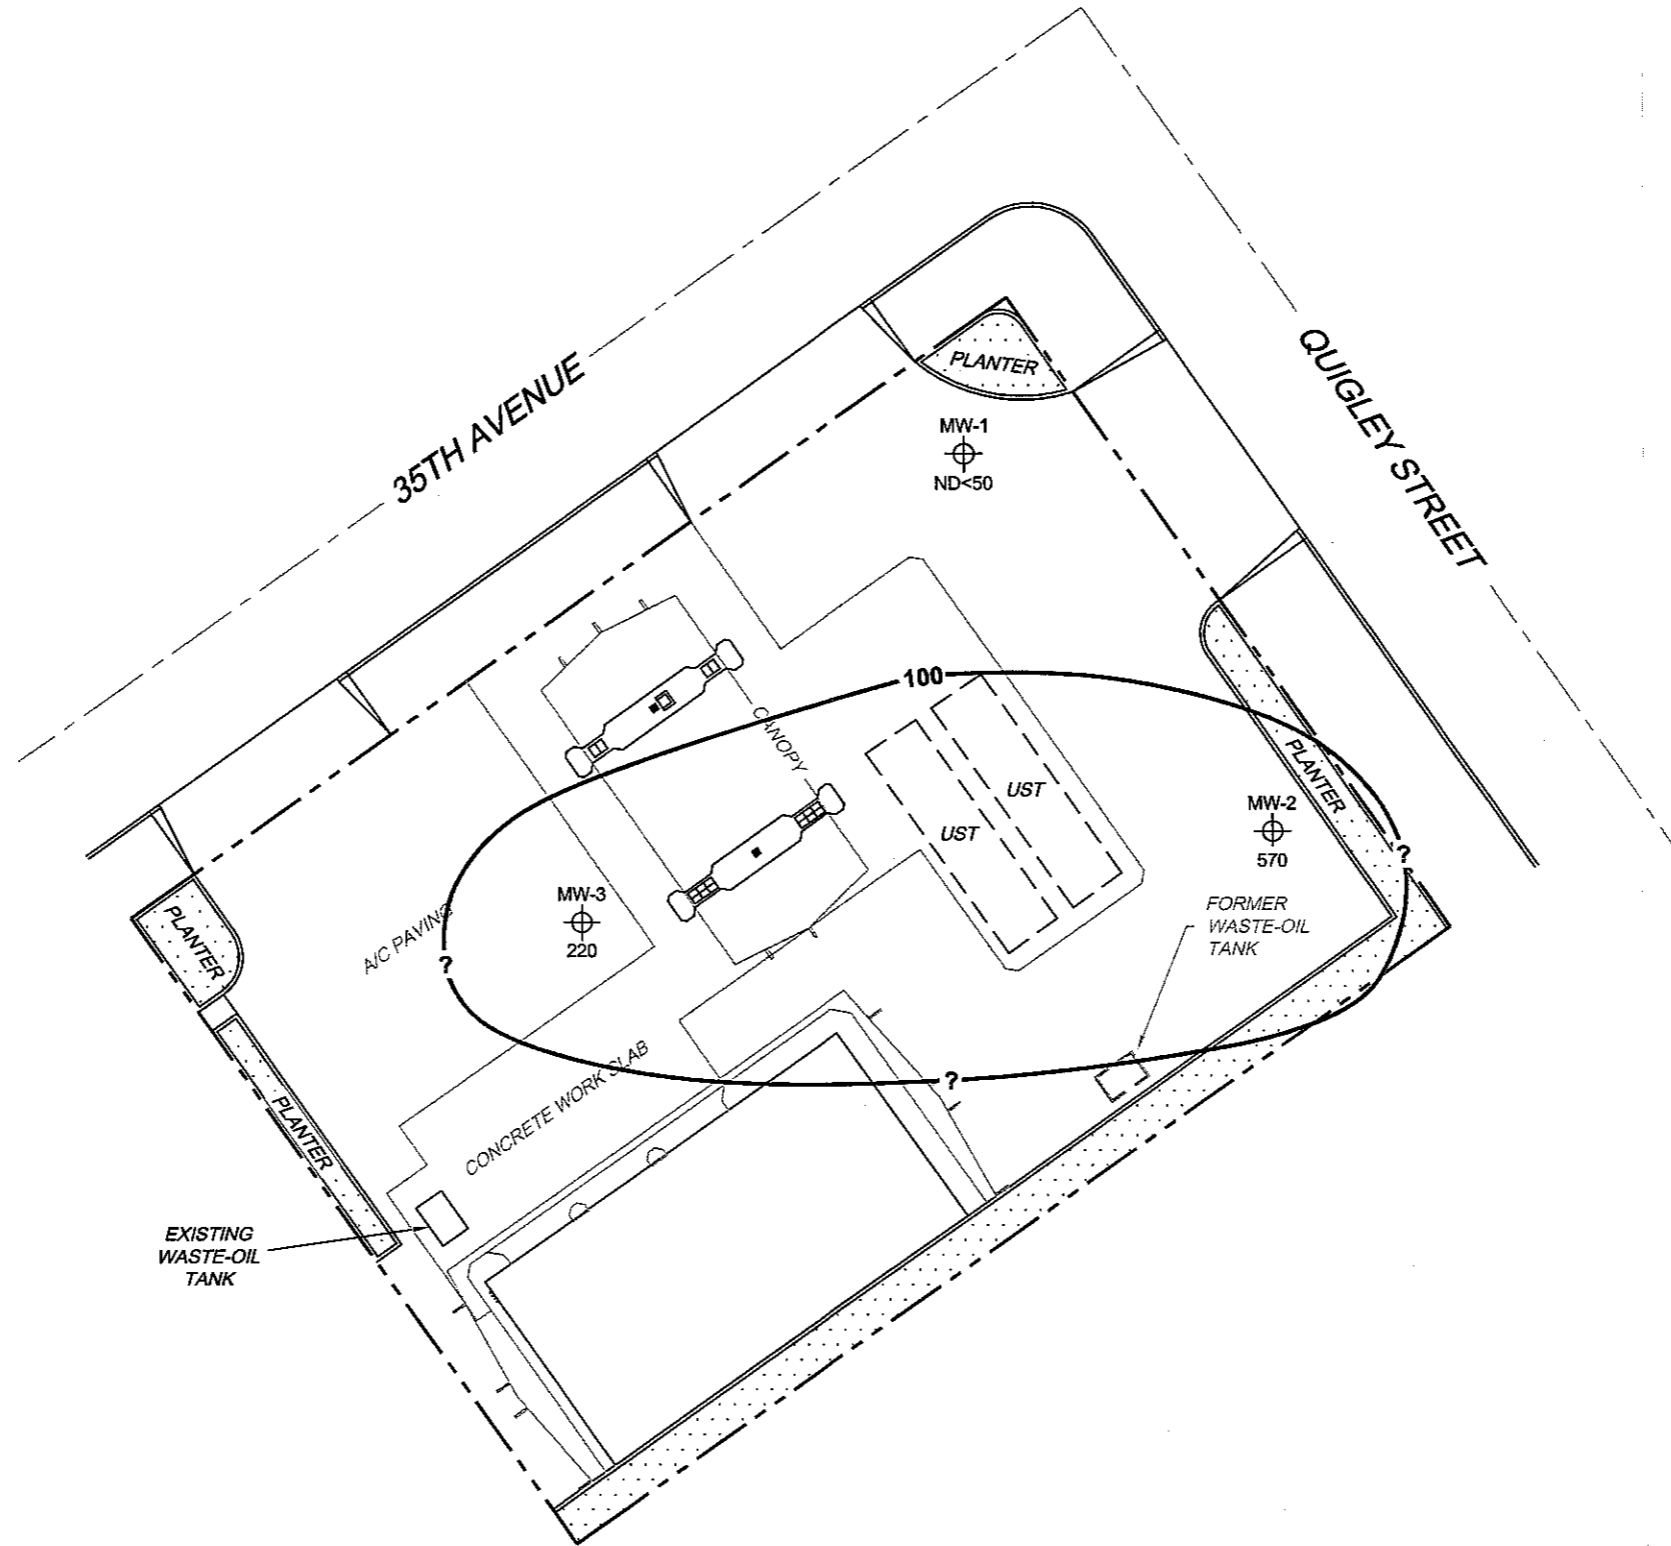 35TH AVENUE
QUIGLEY STREET
PLANTER
MW-1
ND<50
100
CANOPY
UST
UST
PLANTER
MW-2
570
?
MW-3
220
A/C PAVING
?
PLANTER
FORMER
WASTE-OIL
TANK
CONCRETE WORK SLAB
?
PLANTER
EXISTING
WASTE-OIL
TANK